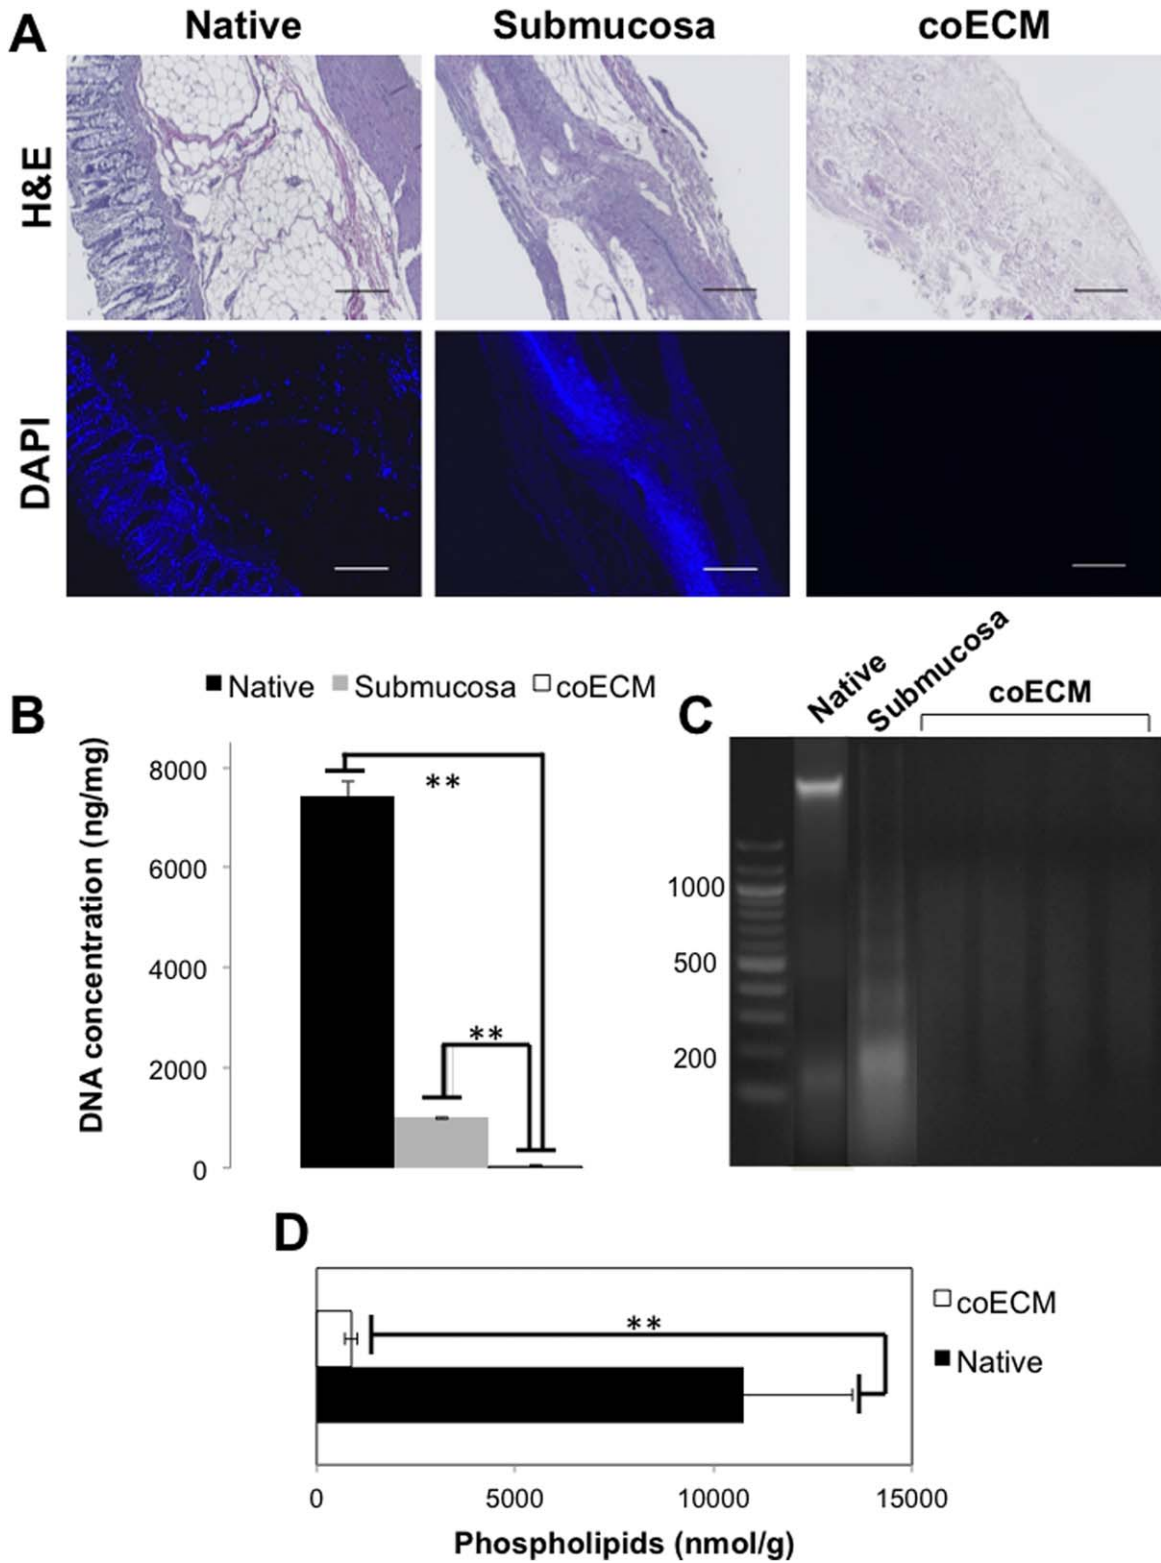 A
Native Submucosa coECM
H&E
DAPI
B
Native Submucosa coECM
DNA concentration (ng/mg)
8000
6000
4000
2000
0
**
**
C
Native
Submucosa
coECM
1000
500
200
D
**
coECM
Native
0 5000 10000 15000
Phospholipids (nmol/g)